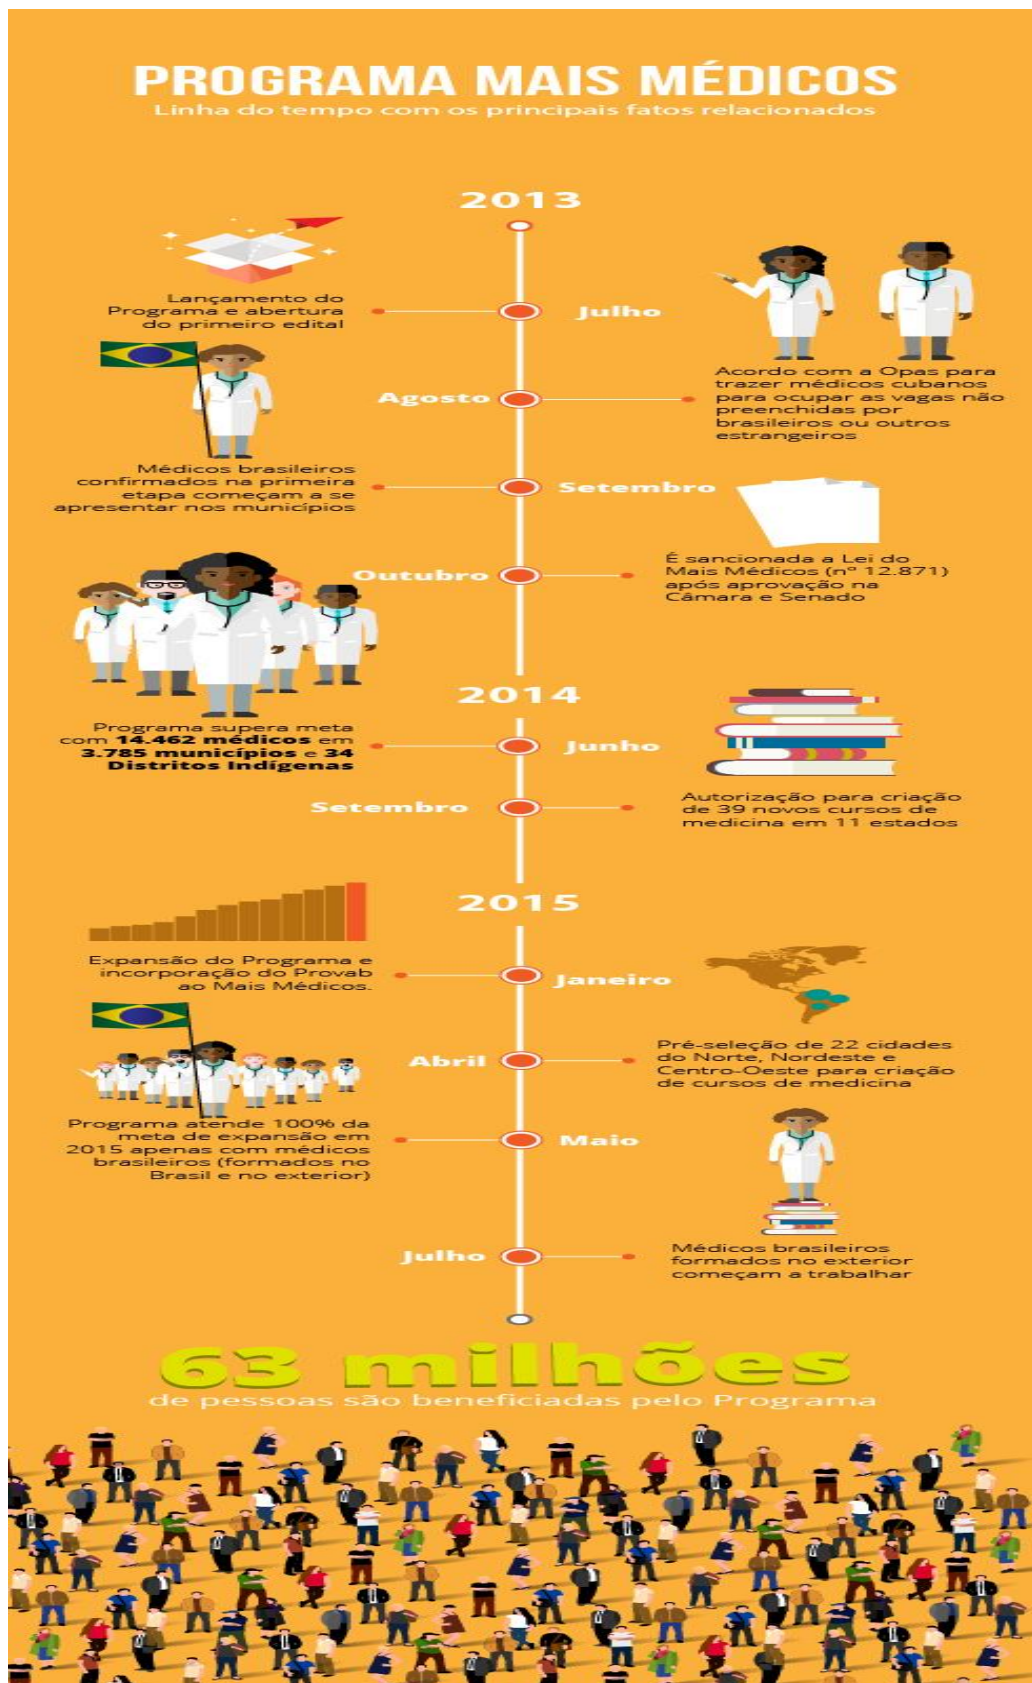 PROGRAMA MAIS MÉDICOS
Linha do tempo com os principais fatos relacionados
2013
Lançamento do
Programa e abertura
do primeiro edital
Julho
Agosto
Acordo com a Opas para
trazer médicos cubanos
para ocupar as vagas não
preenchidas por
brasileiros ou outros
estrangeiros
Médicos brasileiros
confirmados na primeira
etapa começam a se
apresentar nos municípios
Setembro
Outubro
É sancionada a Lei do
Mais Médicos (nº 12.871)
após aprovação na
Câmara e Senado
2014
Programa supera meta
com 14.462 médicos em
3.785 municípios e 34
Distritos Indígenas
Junho
Setembro
Autorização para criação
de 39 novos cursos de
medicina em 11 estados
2015
Expansão do Programa e
incorporação do Provab
ao Mais Médicos.
Janeiro
Abril
Pré-seleção de 22 cidades
do Norte, Nordeste e
Centro-Oeste para criação
de cursos de medicina
Programa atende 100% da
meta de expansão em
2015 apenas com médicos
brasileiros (formados no
Brasil e no exterior)
Maio
Julho
Médicos brasileiros
formados no exterior
começam a trabalhar
63 milhões
de pessoas são beneficiadas pelo Programa